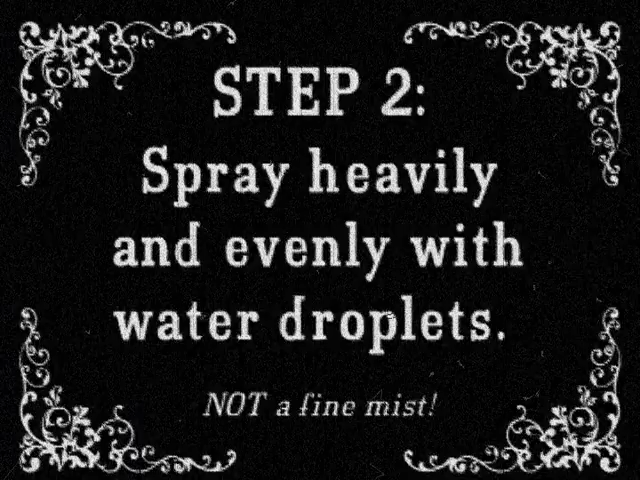 STEP 2:
Spray heavily
and evenly with
water droplets.
NOT a fine mist!